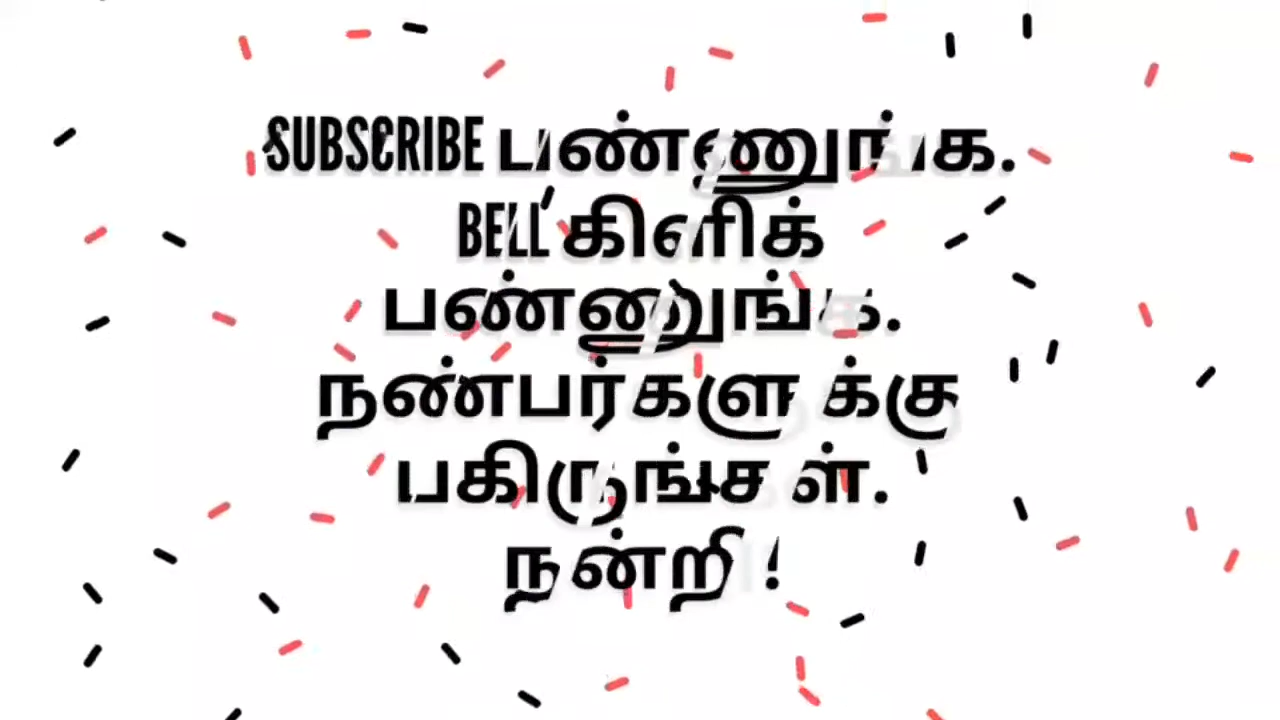 SUBSCRIBE பண்ணுங்க.
BELL கிளிக்
பண்ணுங்க.
நண்பர்களுக்கு
பகிருங்கள்.
நன்றி !